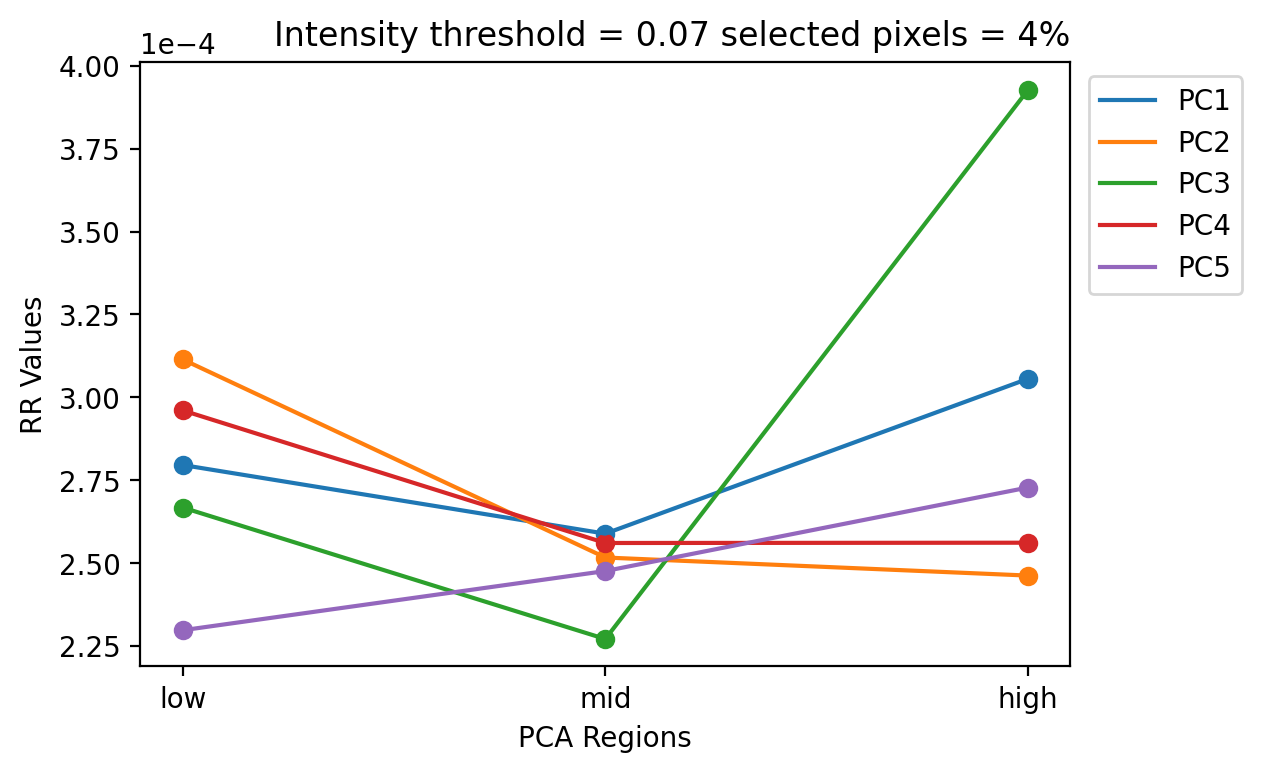 Intensity threshold = 0.07 selected pixels = 4%
1e−4
4.00
3.75
3.50
3.25
3.00
2.75
2.50
2.25
RR Values
low
mid
high
PCA Regions
PC1
PC2
PC3
PC4
PC5